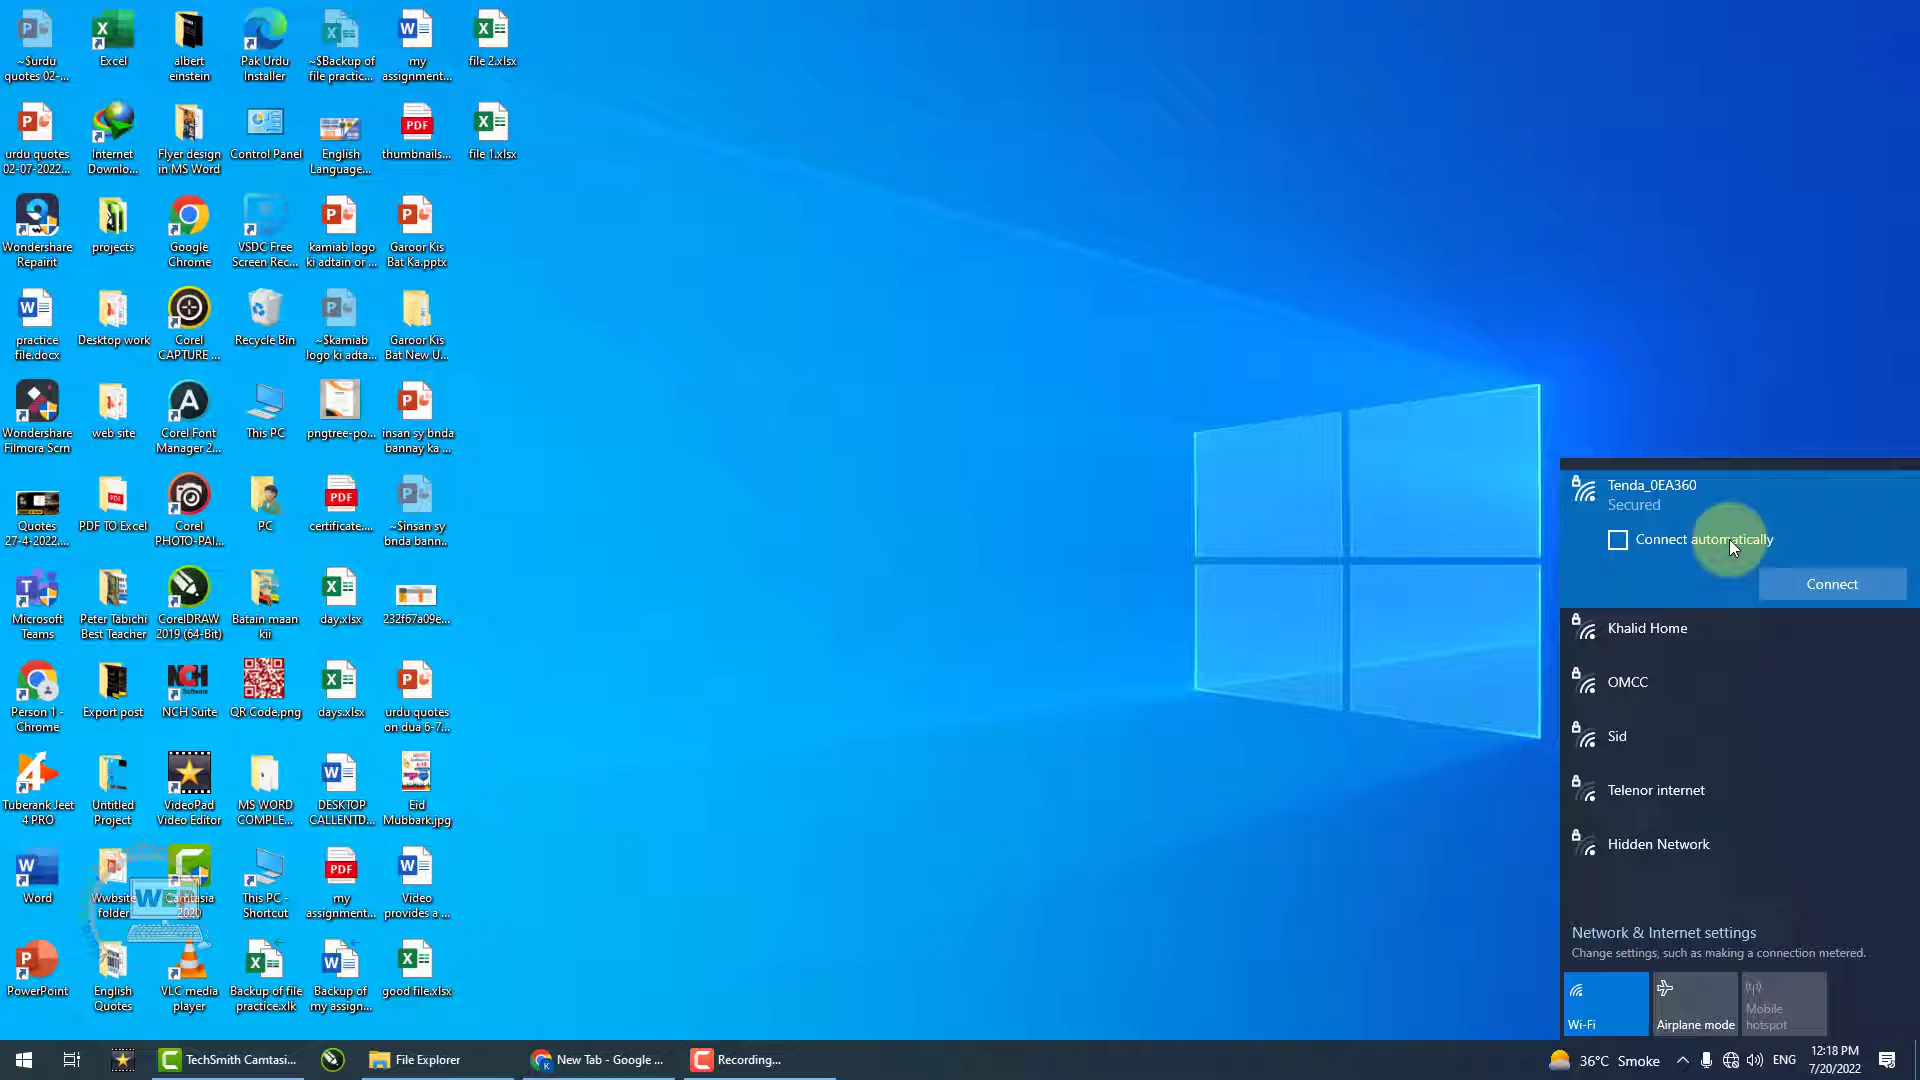 ~$urdu
quotes 02-...
Excel
albert
einstein
Pak Urdu
Installer
~$Backup of
file practic...
my
assignment...
file 2.xlsx
urdu quotes
02-07-2022...
Internet
Downlo...
Flyer design
in MS Word
Control Panel
English
Language...
PDF
thumbnails...
file 1.xlsx
Wondershare
Repairit
projects
Google
Chrome
VSDC Free
Screen Rec...
kamiab logo
ki adtain or ...
Garoor Kis
Bat Ka.pptx
practice
file.docx
Desktop work
Corel
CAPTURE ...
Recycle Bin
~$kamiab
logo ki adta...
Garoor Kis
Bat New U...
Wondershare
Filmora Scrn
web site
Corel Font
Manager 2...
This PC
pngtree-po...
insan sy bnda
bannay ka ...
Quotes
27-4-2022....
PDF TO Excel
Corel
PHOTO-PAI...
PC
PDF
certificate....
~$insan sy
bnda bann...
Microsoft
Teams
Peter Tabichi
Best Teacher
CorelDRAW
2019 (64-Bit)
Batain maan
kii
day.xlsx
232f67a09e...
Person 1 -
Chrome
Export post
NCH
Software
NCH Suite
QR Code.png
days.xlsx
urdu quotes
on dua 6-7...
Tuberank Jeet
4 PRO
Untitled
Project
VideoPad
Video Editor
MS WORD
COMPLE...
DESKTOP
CALLENTD...
Eid
Mubbark.jpg
Word
Wwbsite
folder
Camtasia
2020
This PC -
Shortcut
PDF
my
assignment...
Video
provides a ...
PowerPoint
English
Quotes
VLC media
player
Backup of file
practice.xlk
Backup of
my assign...
good file.xlsx
Tenda_0EA360
Secured
Connect automatically
Connect
Khalid Home
OMCC
Sid
Telenor internet
Hidden Network
Network & Internet settings
Change settings, such as making a connection metered.
Wi-Fi
Airplane mode
Mobile
hotspot
TechSmith Camtasi...
File Explorer
New Tab - Google ...
Recording...
36°C Smoke
ENG
12:18 PM
7/20/2022